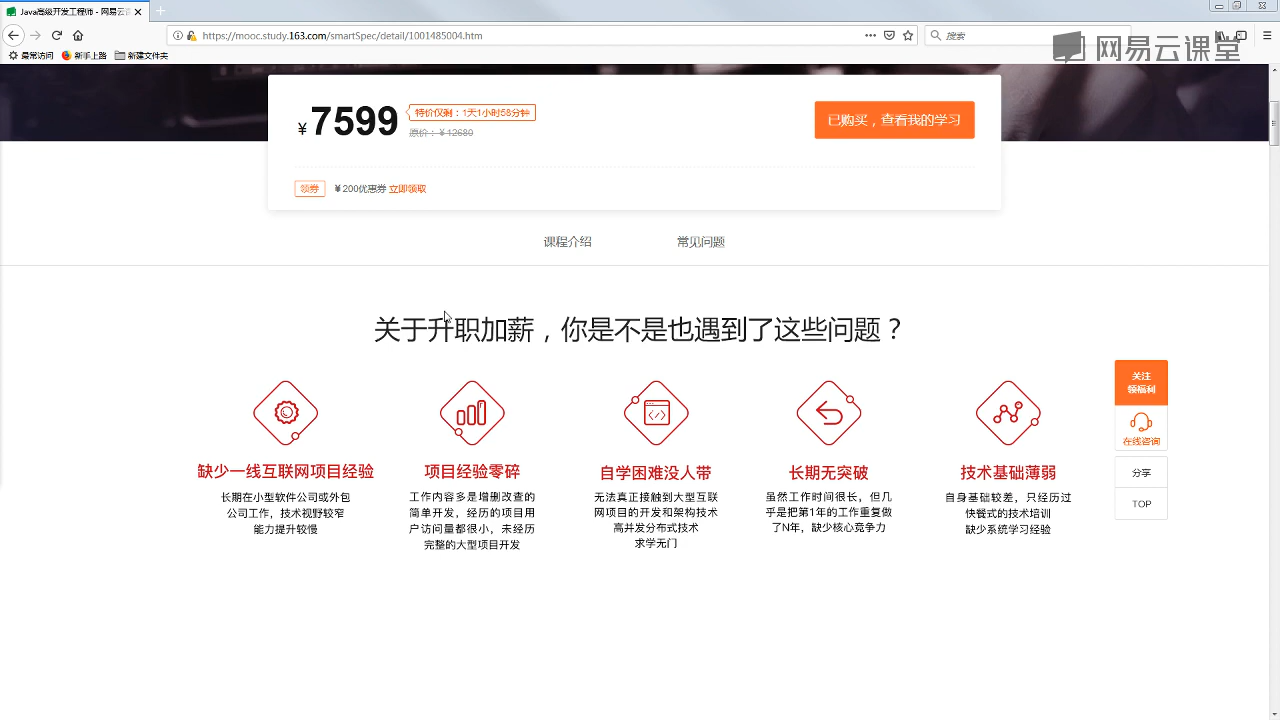 Java高级开发工程师 - 网易云课
https://mooc.study.163.com/smartSpec/detail/1001485004.htm
搜索
最常访问 新手上路 新建文件夹
网易云课堂
¥7599
特价仅剩：1天1小时58分钟
原价：¥12680
已购买，查看我的学习
领券 ¥200优惠券 立即领取
课程介绍 常见问题
关于升职加薪，你是不是也遇到了这些问题？
缺少一线互联网项目经验
长期在小型软件公司或外包
公司工作，技术视野较窄
能力提升较慢
项目经验零碎
工作内容多是增删改查的
简单开发，经历的项目用
户访问量都很小，未经历
完整的大型项目开发
自学困难没人带
无法真正接触到大型互联
网项目的开发和架构技术
高并发分布式技术
求学无门
长期无突破
虽然工作时间很长，但几
乎是把第1年的工作重复做
了N年，缺少核心竞争力
技术基础薄弱
自身基础较差，只经历过
快餐式的技术培训
缺少系统学习经验
关注
领福利
在线咨询
分享
TOP